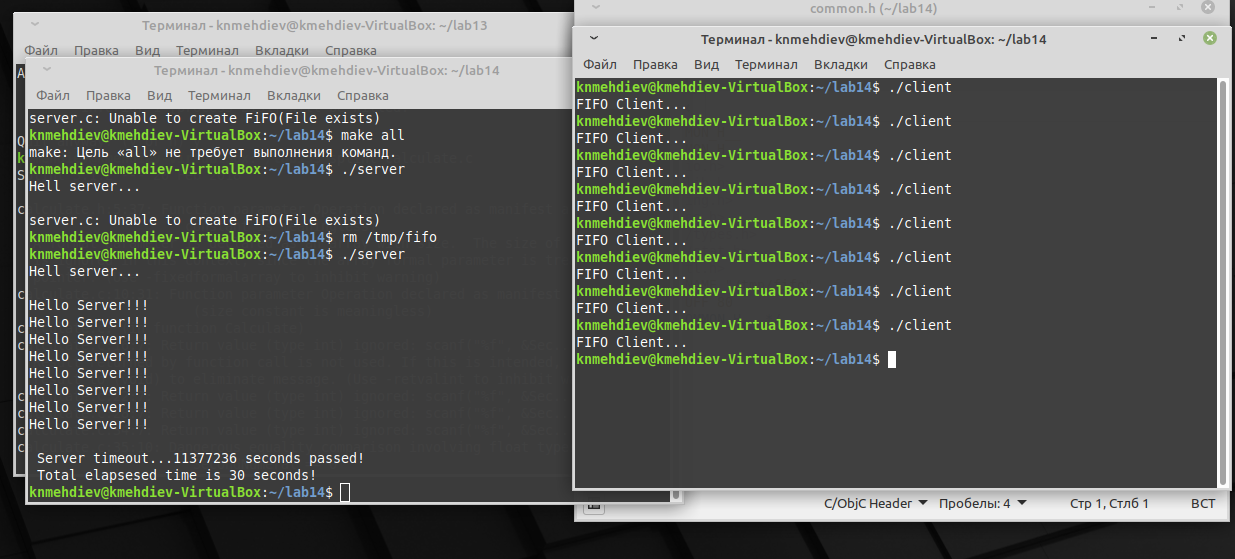 Терминал - knmehdiev@kmehdiev-VirtualBox: ~/lab13
Файл Правка Вид Терминал Вкладки Справка
Терминал - knmehdiev@kmehdiev-VirtualBox: ~/lab14
Файл Правка Вид Терминал Вкладки Справка
server.c: Unable to create FiFO(File exists)
knmehdiev@kmehdiev-VirtualBox:~/lab14$ make all
make: Цель «all» не требует выполнения команд.
knmehdiev@kmehdiev-VirtualBox:~/lab14$ ./server
Hell server...
server.c: Unable to create FiFO(File exists)
knmehdiev@kmehdiev-VirtualBox:~/lab14$ rm /tmp/fifo
knmehdiev@kmehdiev-VirtualBox:~/lab14$ ./server
Hell server...
Hello Server!!!
Hello Server!!!
Hello Server!!!
Hello Server!!!
Hello Server!!!
Hello Server!!!
Hello Server!!!
Hello Server!!!
Server timeout...11377236 seconds passed!
Total elapsesed time is 30 seconds!
knmehdiev@kmehdiev-VirtualBox:~/lab14$
common.h (~/lab14)
Терминал - knmehdiev@kmehdiev-VirtualBox: ~/lab14
Файл Правка Вид Терминал Вкладки Справка
knmehdiev@kmehdiev-VirtualBox:~/lab14$ ./client
FIFO Client...
knmehdiev@kmehdiev-VirtualBox:~/lab14$ ./client
FIFO Client...
knmehdiev@kmehdiev-VirtualBox:~/lab14$ ./client
FIFO Client...
knmehdiev@kmehdiev-VirtualBox:~/lab14$ ./client
FIFO Client...
knmehdiev@kmehdiev-VirtualBox:~/lab14$ ./client
FIFO Client...
knmehdiev@kmehdiev-VirtualBox:~/lab14$ ./client
FIFO Client...
knmehdiev@kmehdiev-VirtualBox:~/lab14$ ./client
FIFO Client...
knmehdiev@kmehdiev-VirtualBox:~/lab14$ ./client
FIFO Client...
knmehdiev@kmehdiev-VirtualBox:~/lab14$
C/ObjC Header Пробелы: 4 Стр 1, Стлб 1 ВСТ